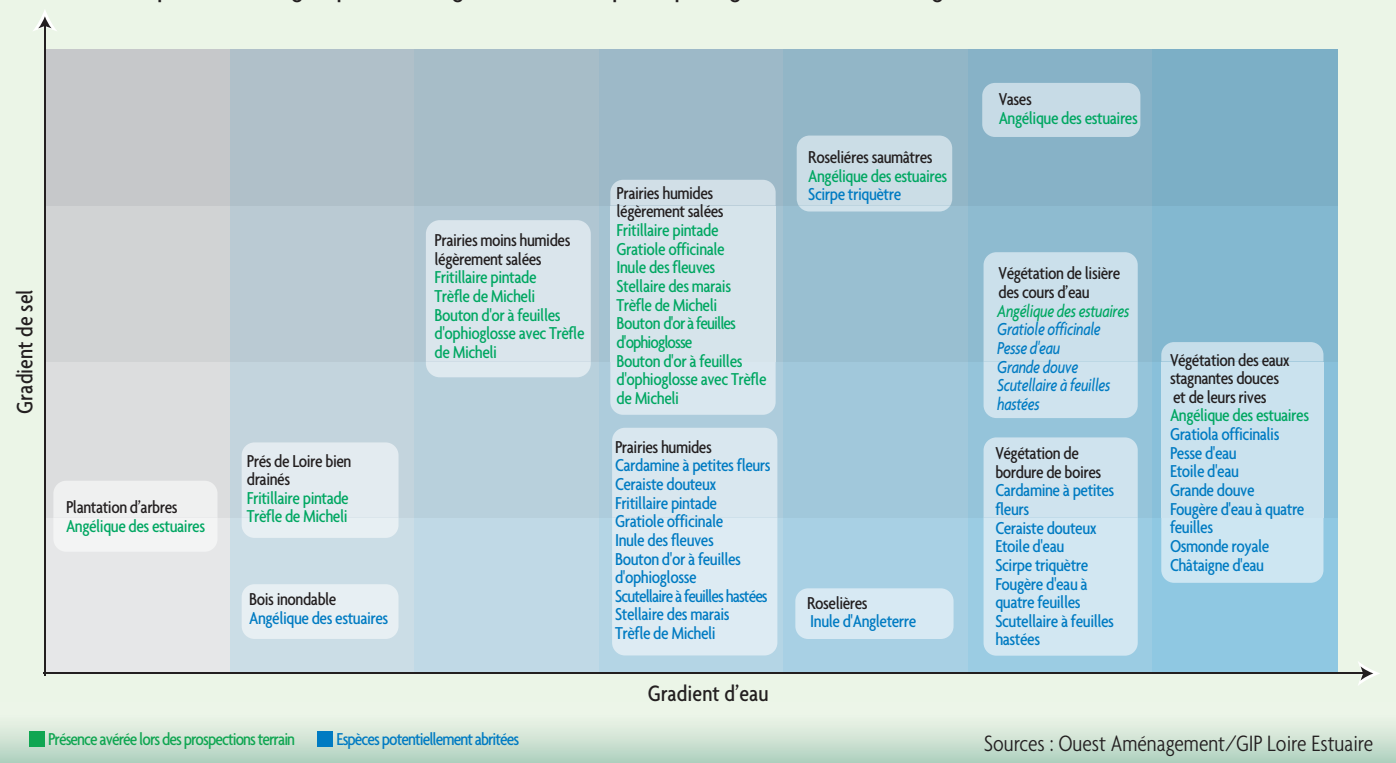 Gradient de sel
Plantation d'arbres
Angélique des estuaires
Prés de Loire bien
drainés
Fritillaire pintade
Trèfle de Micheli
Bois inondable
Angélique des estuaires
Prairies moins humides
légèrement salées
Fritillaire pintade
Trèfle de Micheli
Bouton d'or à feuilles
d'ophioglosse avec Trèfle
de Micheli
Prairies humides
légèrement salées
Fritillaire pintade
Gratiole officinale
Inule des fleuves
Stellaire des marais
Trèfle de Micheli
Bouton d'or à feuilles
d'ophioglosse
Bouton d'or à feuilles
d'ophioglosse avec Trèfle
de Micheli
Prairies humides
Cardamine à petites fleurs
Ceraiste douteux
Fritillaire pintade
Gratiole officinale
Inule des fleuves
Bouton d'or à feuilles
d'ophioglosse
Scutellaire à feuilles hastées
Stellaire des marais
Trèfle de Micheli
Roseliéres saumâtres
Angélique des estuaires
Scirpe triquètre
Roselières
Inule d'Angleterre
Vases
Angélique des estuaires
Végétation de lisière
des cours d'eau
Angélique des estuaires
Gratiole officinale
Pesse d'eau
Grande douve
Scutellaire à feuilles
hastées
Végétation de
bordure de boires
Cardamine à petites
fleurs
Ceraiste douteux
Etoile d'eau
Scirpe triquètre
Fougère d'eau à
quatre feuilles
Scutellaire à feuilles
hastées
Végétation des eaux
stagnantes douces
et de leurs rives
Angélique des estuaires
Gratiola officinalis
Pesse d'eau
Etoile d'eau
Grande douve
Fougère d'eau à quatre
feuilles
Osmonde royale
Châtaigne d'eau
Gradient d'eau
Présence avérée lors des prospections terrain
Espèces potentiellement abritées
Sources : Ouest Aménagement/GIP Loire Estuaire